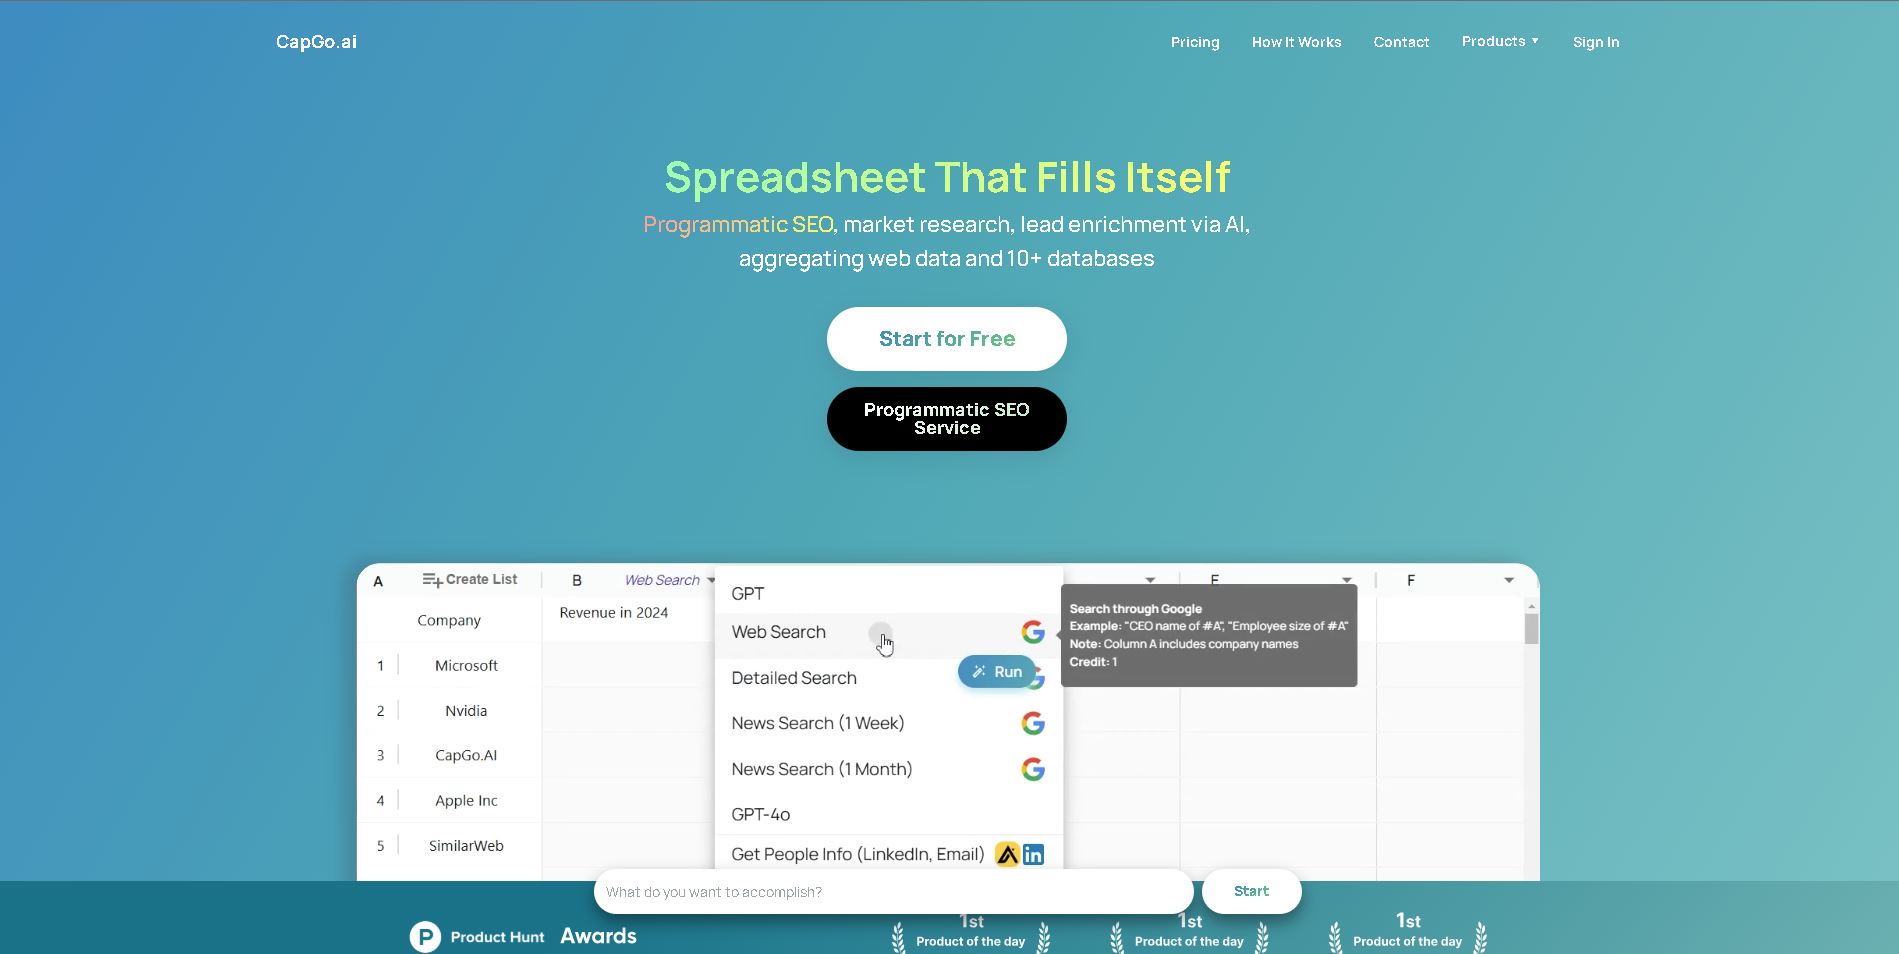 CapGo.ai
Pricing
How It Works
Contact
Products
Sign In
Spreadsheet That Fills Itself
Programmatic SEO, market research, lead enrichment via AI,
aggregating web data and 10+ databases
Start for Free
Programmatic SEO
Service
A
Create List
B
Web Search
E
F
Company
Revenue in 2024
1
Microsoft
2
Nvidia
3
CapGo.AI
4
Apple Inc
5
SimilarWeb
GPT
Web Search
Detailed Search
Run
News Search (1 Week)
News Search (1 Month)
GPT-4o
Get People Info (LinkedIn, Email)
in
Search through Google
Example: "CEO name of #A", "Employee size of #A"
Note: Column A includes company names
Credit: 1
What do you want to accomplish?
Start
P
Product Hunt
Awards
1st
Product of the day
1st
Product of the day
1st
Product of the day